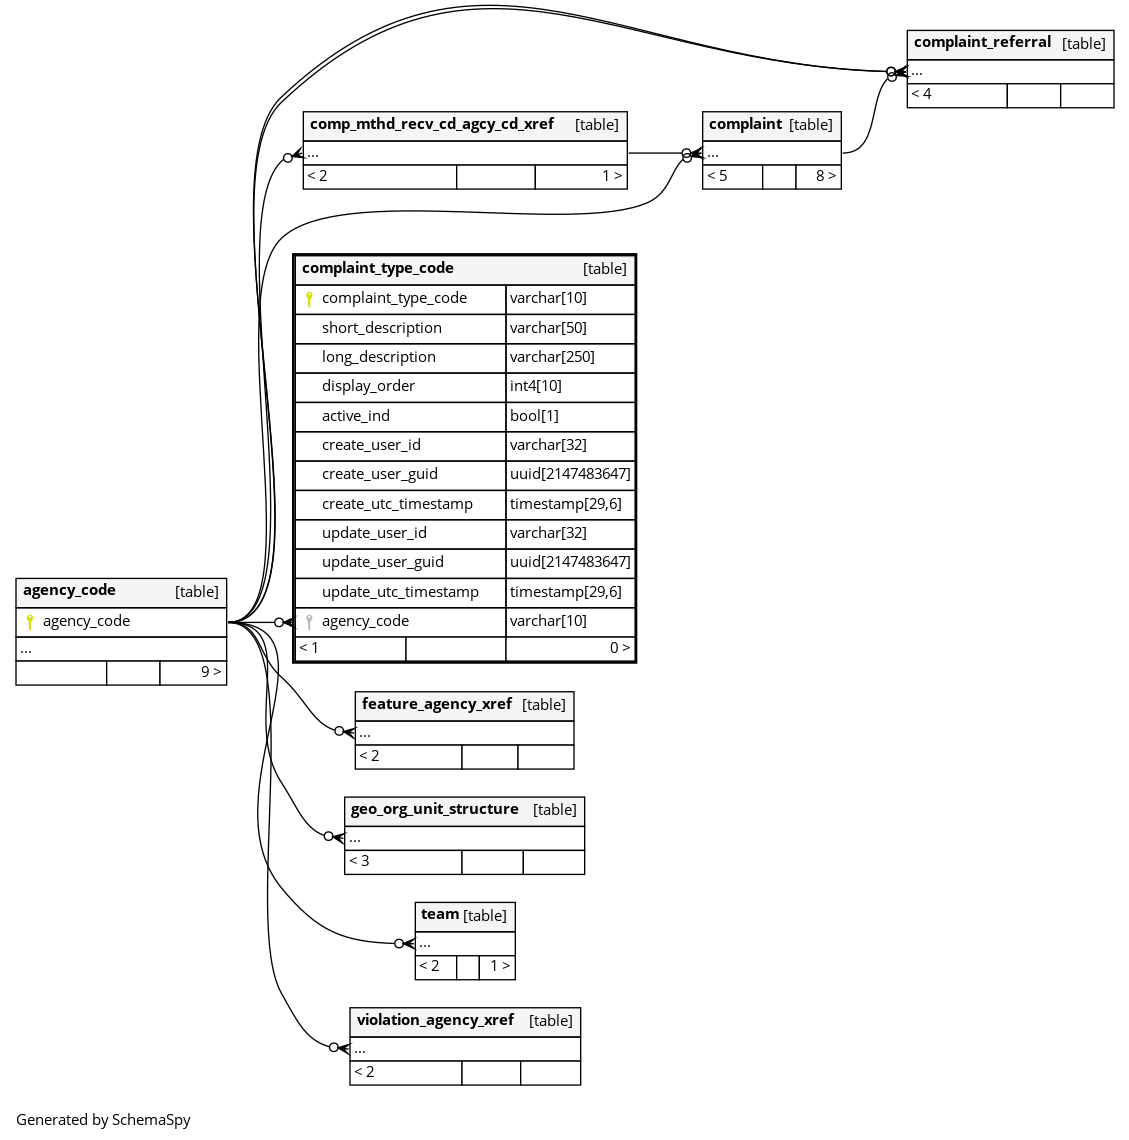 complaint_referral [table]
...
< 4
comp_mthd_recv_cd_agcy_cd_xref [table]
...
< 2 1 >
complaint [table]
...
< 5 8 >
complaint_type_code [table]
complaint_type_code varchar[10]
short_description varchar[50]
long_description varchar[250]
display_order int4[10]
active_ind bool[1]
create_user_id varchar[32]
create_user_guid uuid[2147483647]
create_utc_timestamp timestamp[29,6]
update_user_id varchar[32]
update_user_guid uuid[2147483647]
update_utc_timestamp timestamp[29,6]
agency_code varchar[10]
< 1 0 >
agency_code [table]
agency_code
...
9 >
feature_agency_xref [table]
...
< 2
geo_org_unit_structure [table]
...
< 3
team [table]
...
< 2 1 >
violation_agency_xref [table]
...
< 2
Generated by SchemaSpy